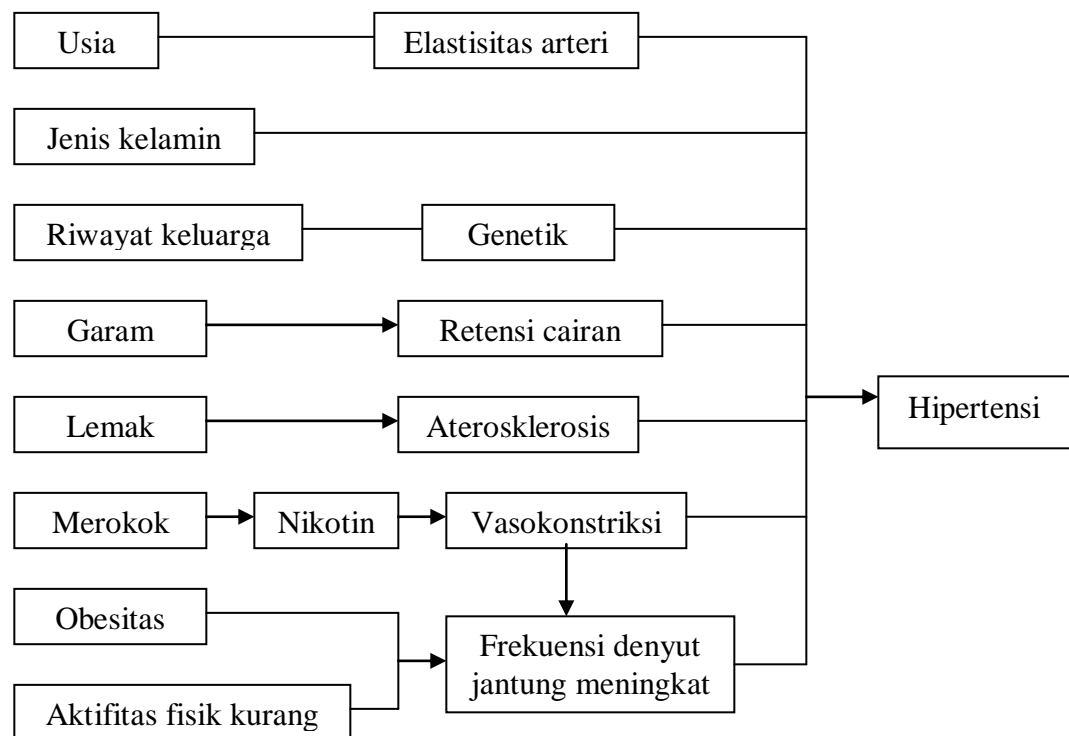 Usia
Elastisitas arteri
Jenis kelamin
Riwayat keluarga
Genetik
Garam
Retensi cairan
Hipertensi
Lemak
Aterosklerosis
Merokok
Nikotin
Vasokonstriksi
Obesitas
Frekuensi denyut
jantung meningkat
Aktifitas fisik kurang